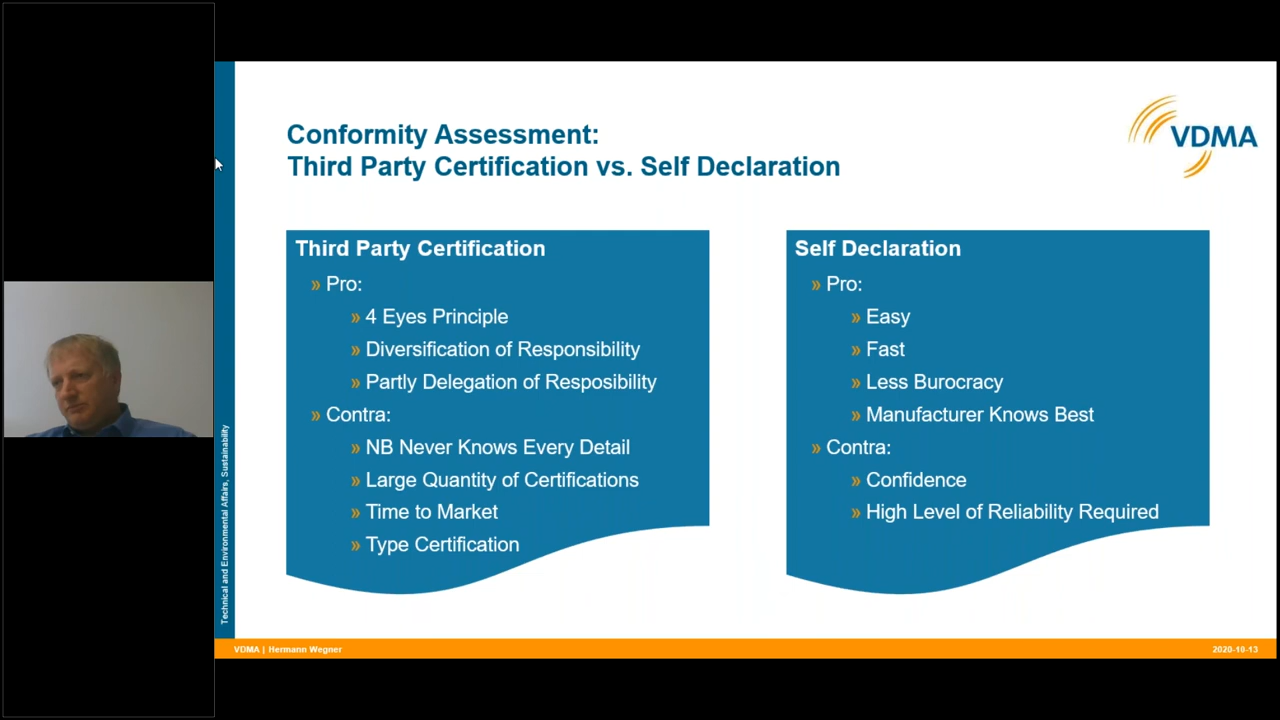 Conformity Assessment:
Third Party Certification vs. Self Declaration
VDMA
Third Party Certification
» Pro:
» 4 Eyes Principle
» Diversification of Responsibility
» Partly Delegation of Resposibility
» Contra:
» NB Never Knows Every Detail
» Large Quantity of Certifications
» Time to Market
» Type Certification
Self Declaration
» Pro:
» Easy
» Fast
» Less Burocracy
» Manufacturer Knows Best
» Contra:
» Confidence
» High Level of Reliability Required
Technical and Environmental Affairs, Sustainability
VDMA | Hermann Wegner
2020-10-13